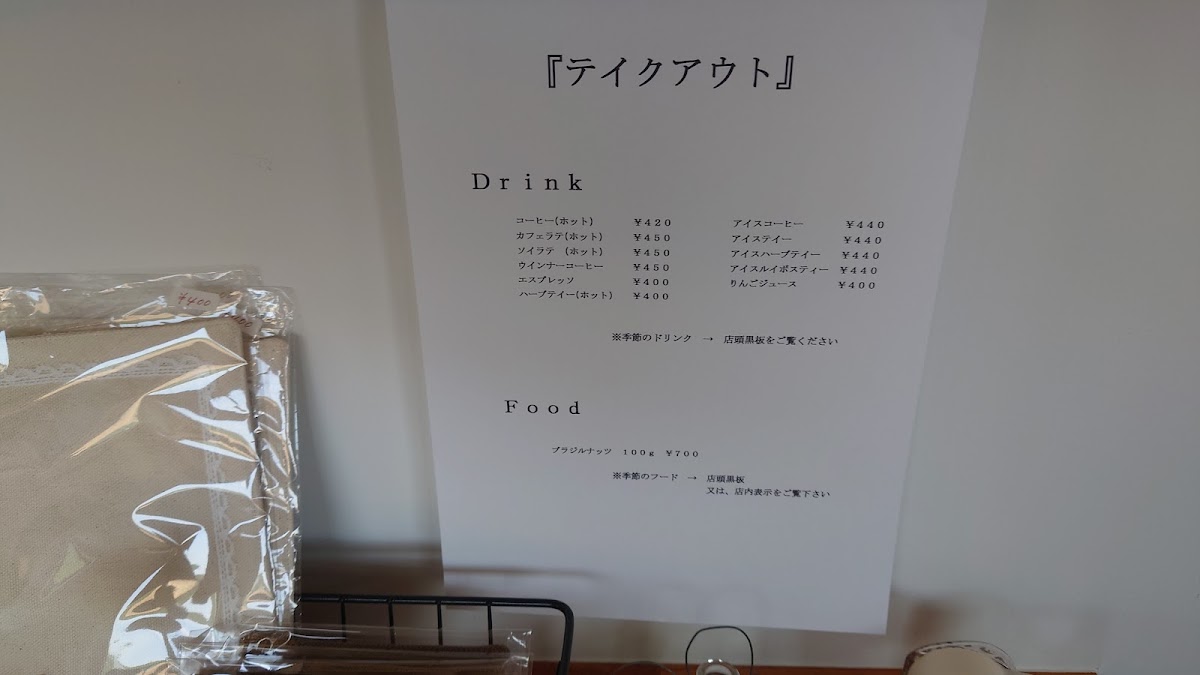 『テイクアウト』
Drink
コーヒー(ホット) ¥420
カフェラテ(ホット) ¥450
ソイラテ (ホット) ¥450
ウインナーコーヒー ¥450
エスプレッソ ¥400
ハーブテイー(ホット) ¥400
アイスコーヒー ¥440
アイステイー ¥440
アイスハーブテイー ¥440
アイスルイボスティー ¥440
りんごジュース ¥400
※季節のドリンク → 店頭黒板をご覧ください
Food
ブラジルナッツ 100g ¥700
※季節のフード → 店頭黒板
又は、店内表示をご覧下さい
¥400